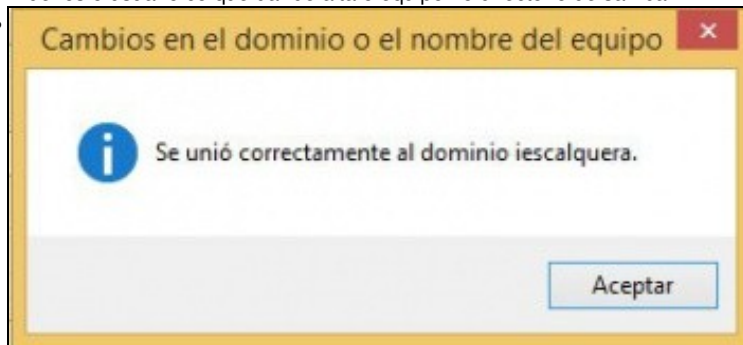 Cambios en el dominio o el nombre del equipo
Se unió correctamente al dominio iescalquera.
Aceptar